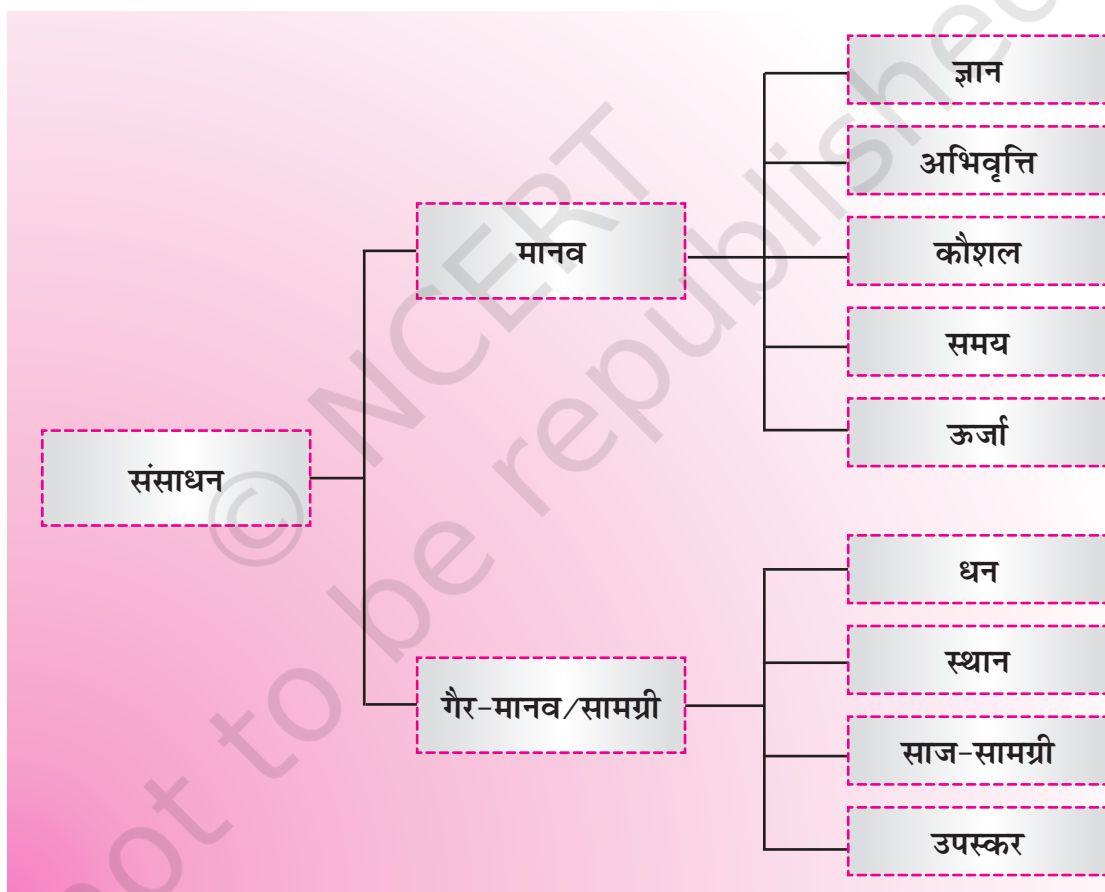 संसाधन
मानव
ज्ञान
अभिवृत्ति
कौशल
समय
ऊर्जा
गैर-मानव/सामग्री
धन
स्थान
साज-सामग्री
उपस्कर
© NCERT
not to be republished